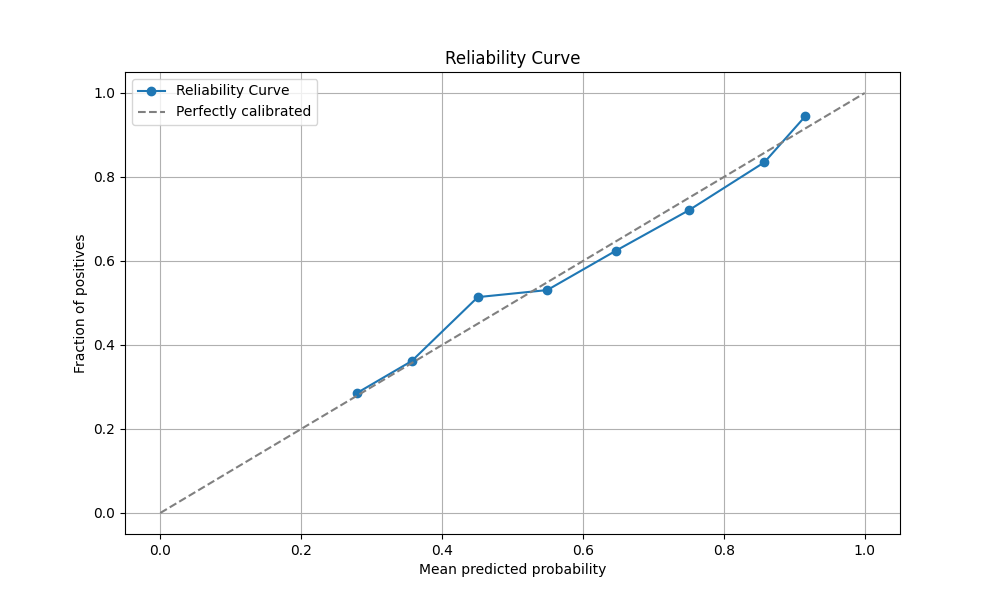 Reliability Curve
Reliability Curve
Perfectly calibrated
1.0
0.8
0.6
0.4
0.2
0.0
Fraction of positives
0.0 0.2 0.4 0.6 0.8 1.0
Mean predicted probability